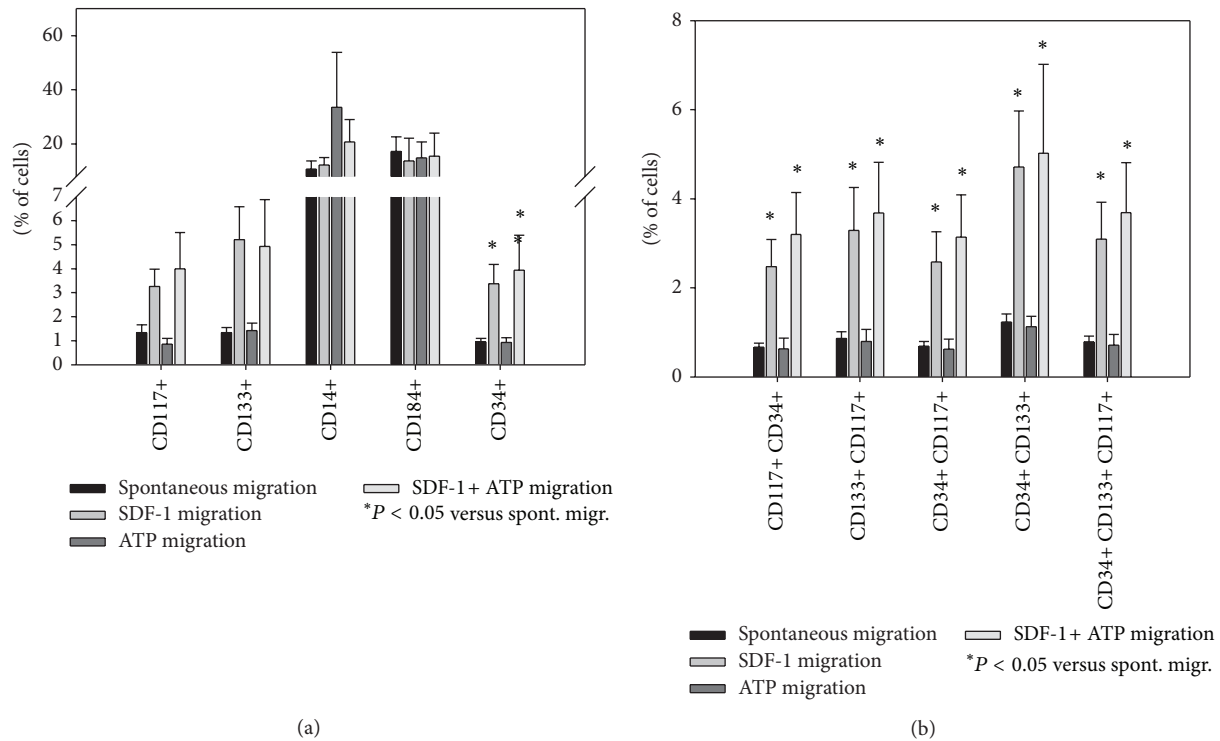 60
40
20
7
6
5
4
3
2
1
0
(% of cells)
* * *
CD117+
CD133+
CD14+
CD184+
CD34+
Spontaneous migration
SDF-1 migration
ATP migration
SDF-1+ ATP migration
*P < 0.05 versus spont. migr.
(a)
8
6
4
2
0
(% of cells)
* * * * * * * * * *
CD117+ CD34+
CD133+ CD117+
CD34+ CD117+
CD34+ CD133+
CD34+ CD133+ CD117+
Spontaneous migration
SDF-1 migration
ATP migration
SDF-1+ ATP migration
*P < 0.05 versus spont. migr.
(b)